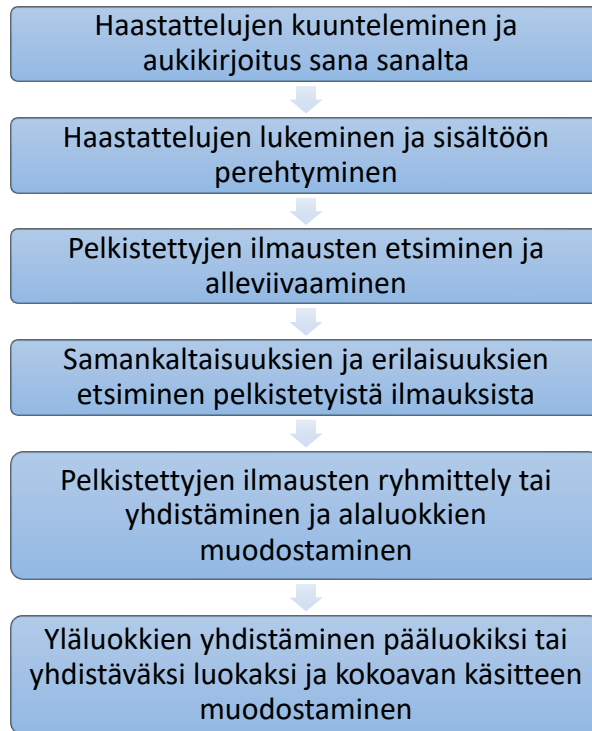 Haastattelujen kuunteleminen ja
aukikirjoitus sana sanalta
Haastattelujen lukeminen ja sisältöön
perehtyminen
Pelkistettyjen ilmausten etsiminen ja
alleviivaaminen
Samankaltaisuuksien ja erilaisuuksien
etsiminen pelkistetyistä ilmauksista
Pelkistettyjen ilmausten ryhmittely tai
yhdistäminen ja alaluokkien
muodostaminen
Yläluokkien yhdistäminen pääluokiksi tai
yhdistäväksi luokaksi ja kokoavan käsitteen
muodostaminen